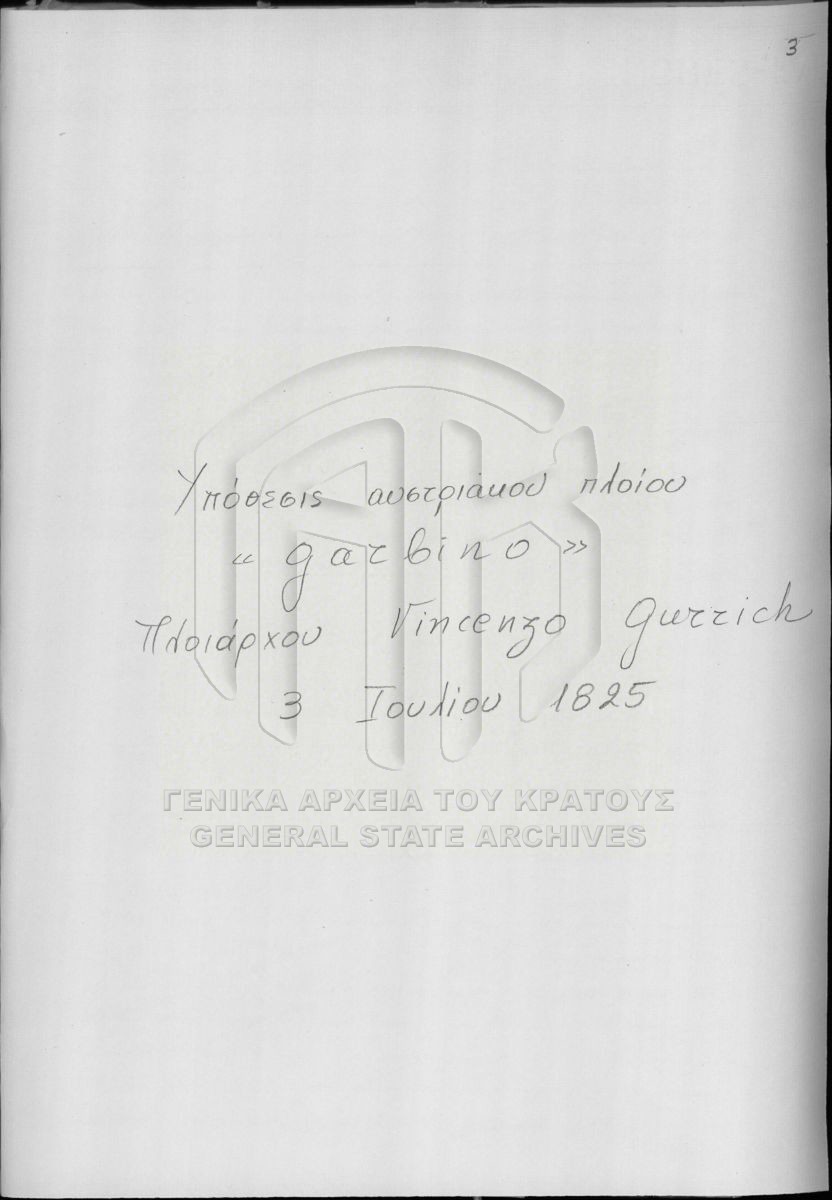 3
Υπόθεσις αυστριακού πλοίου
« garbino »
Πλοιάρχου Vincenzo Gurrich
3 Ιουλίου 1825
ΓΕΝΙΚΑ ΑΡΧΕΙΑ ΤΟΥ ΚΡΑΤΟΥΣ
GENERAL STATE ARCHIVES